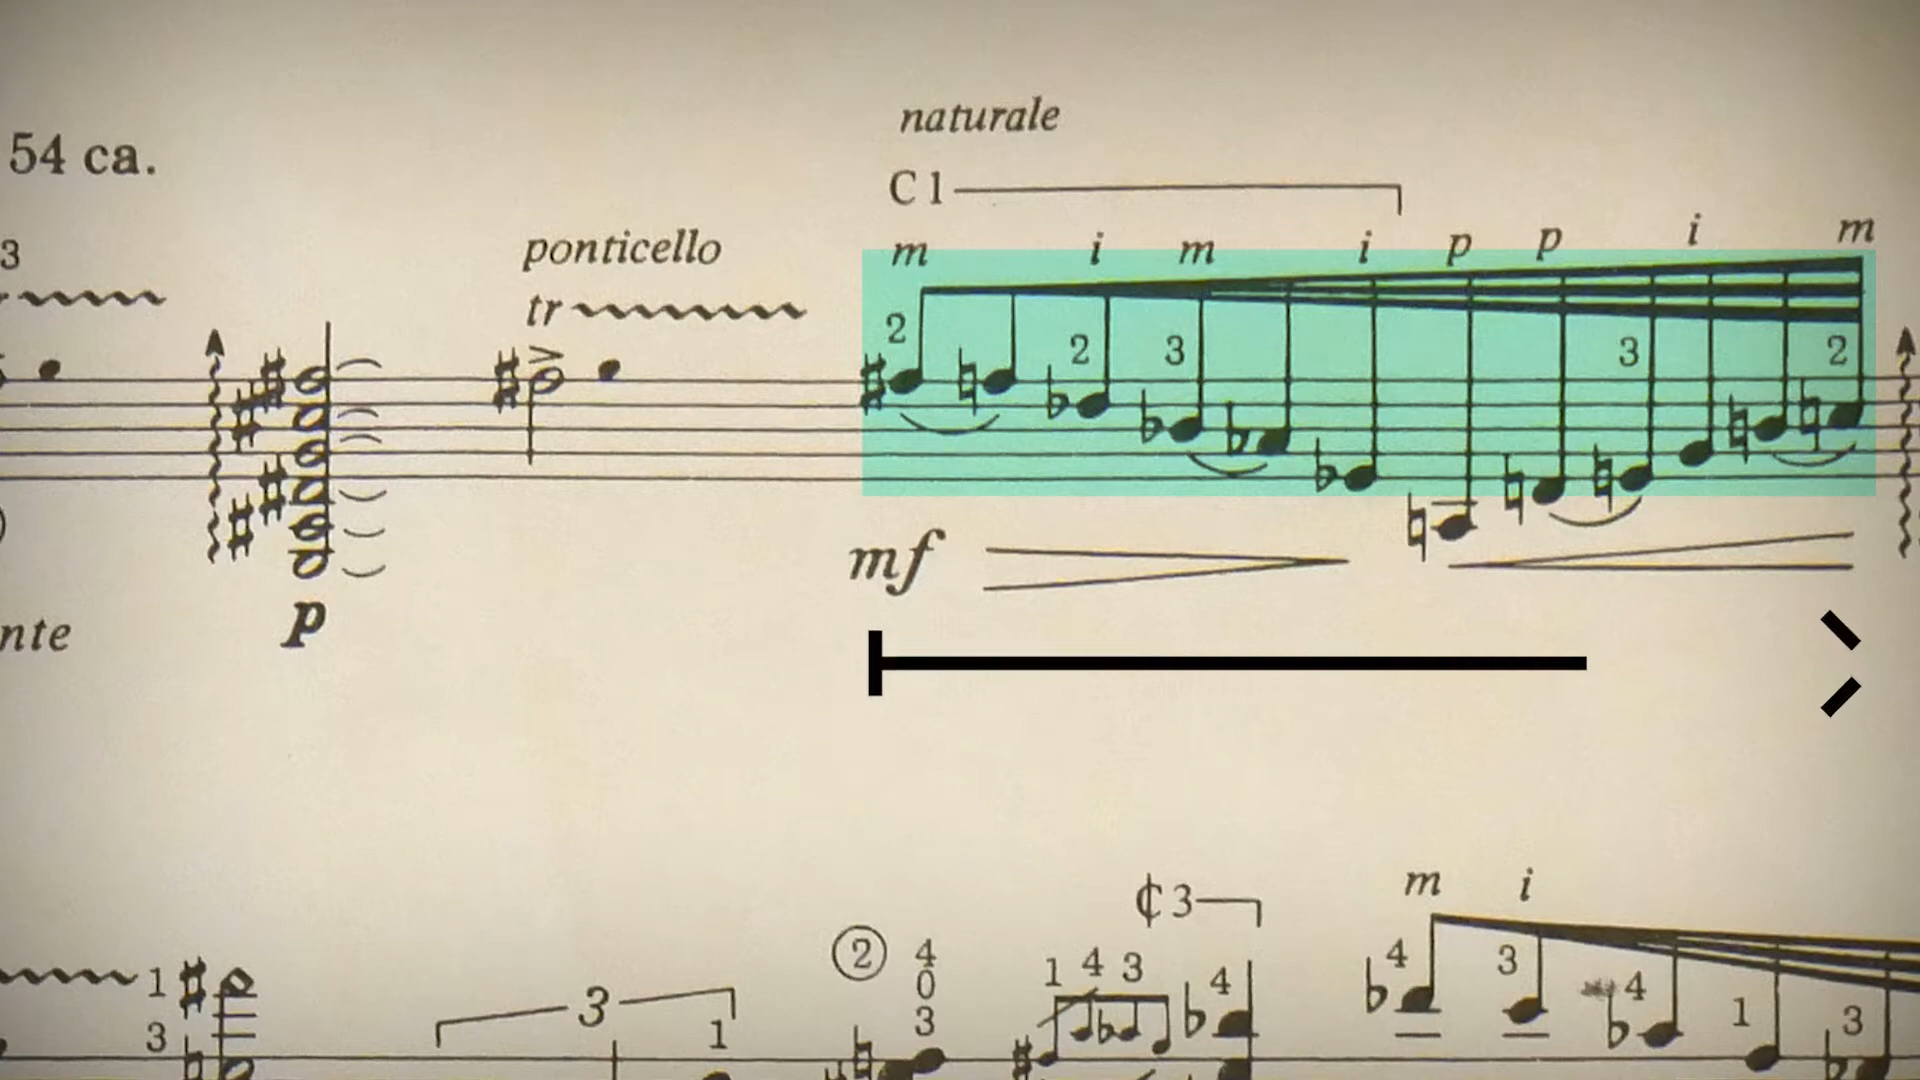 naturale
54 ca.
C 1
3
ponticello
m i m i p p i m
tr
2 2 3 3 2
mf
p
nte
₵ 3
m i
2 4 0 3
1 4 3
4
4 3 4 1 3
1 3
3
1